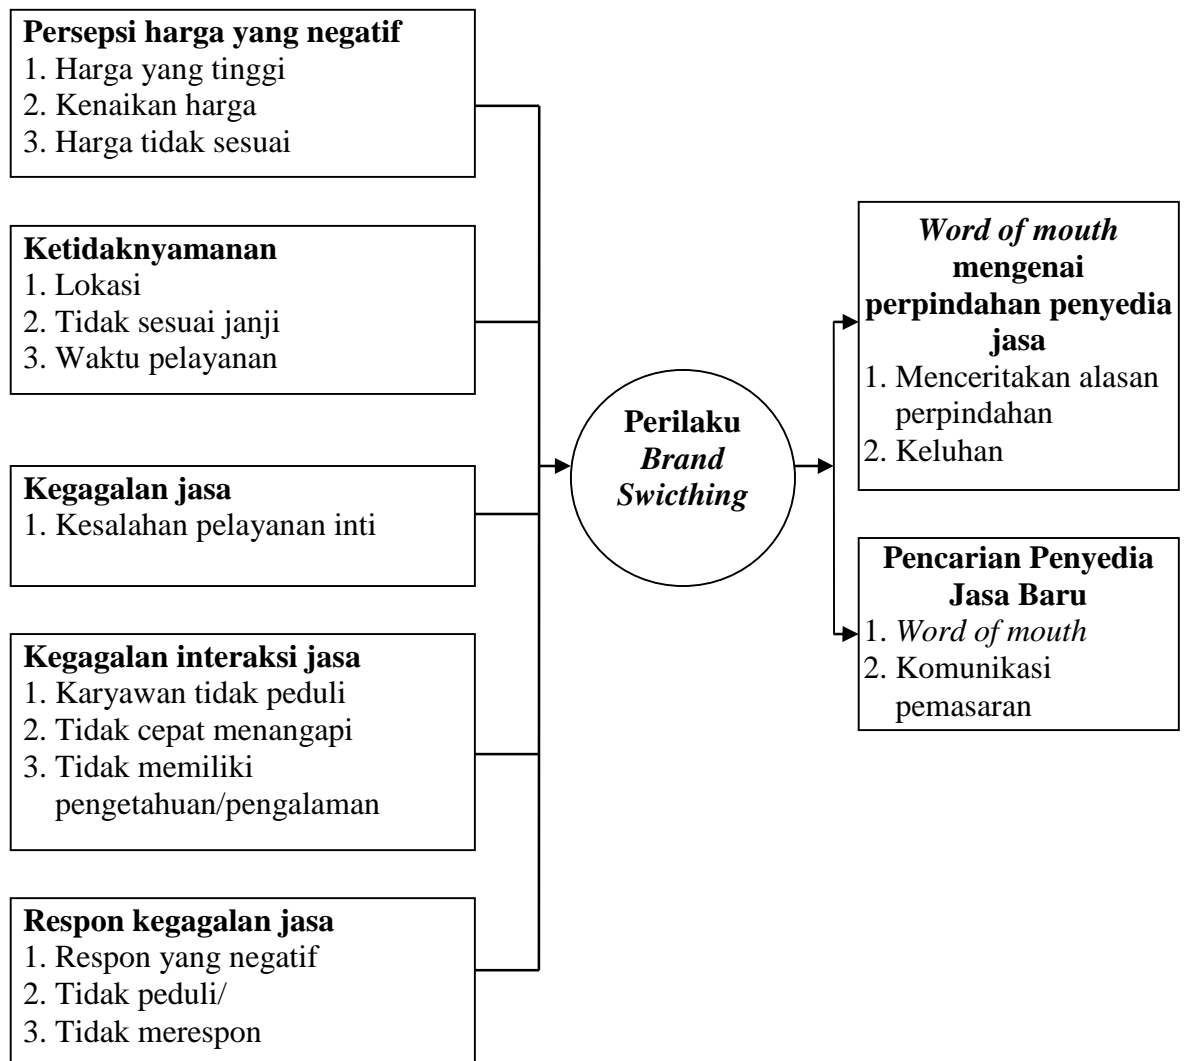 Persepsi harga yang negatif
1. Harga yang tinggi
2. Kenaikan harga
3. Harga tidak sesuai
Ketidaknyamanan
1. Lokasi
2. Tidak sesuai janji
3. Waktu pelayanan
Kegagalan jasa
1. Kesalahan pelayanan inti
Kegagalan interaksi jasa
1. Karyawan tidak peduli
2. Tidak cepat menangapi
3. Tidak memiliki
pengetahuan/pengalaman
Respon kegagalan jasa
1. Respon yang negatif
2. Tidak peduli/
3. Tidak merespon
Perilaku
Brand
Swicthing
Word of mouth
mengenai
perpindahan penyedia
jasa
1. Menceritakan alasan
perpindahan
2. Keluhan
Pencarian Penyedia
Jasa Baru
1. Word of mouth
2. Komunikasi
pemasaran